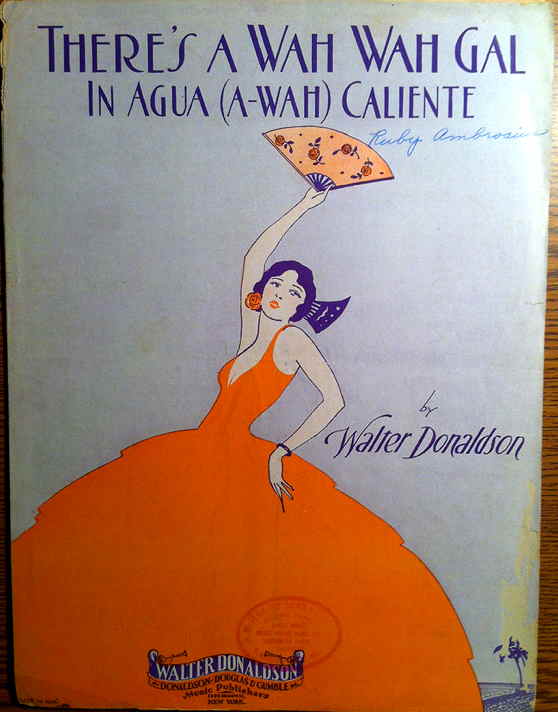 THERE'S A WAH WAH GAL
IN AGUA (A-WAH) CALIENTE
Ruby Ambrosius
by
Walter Donaldson
WALTER DONALDSON
DONALDSON-DOUGLAS & GUMBLE INC
Music Publishers
NEW YORK.